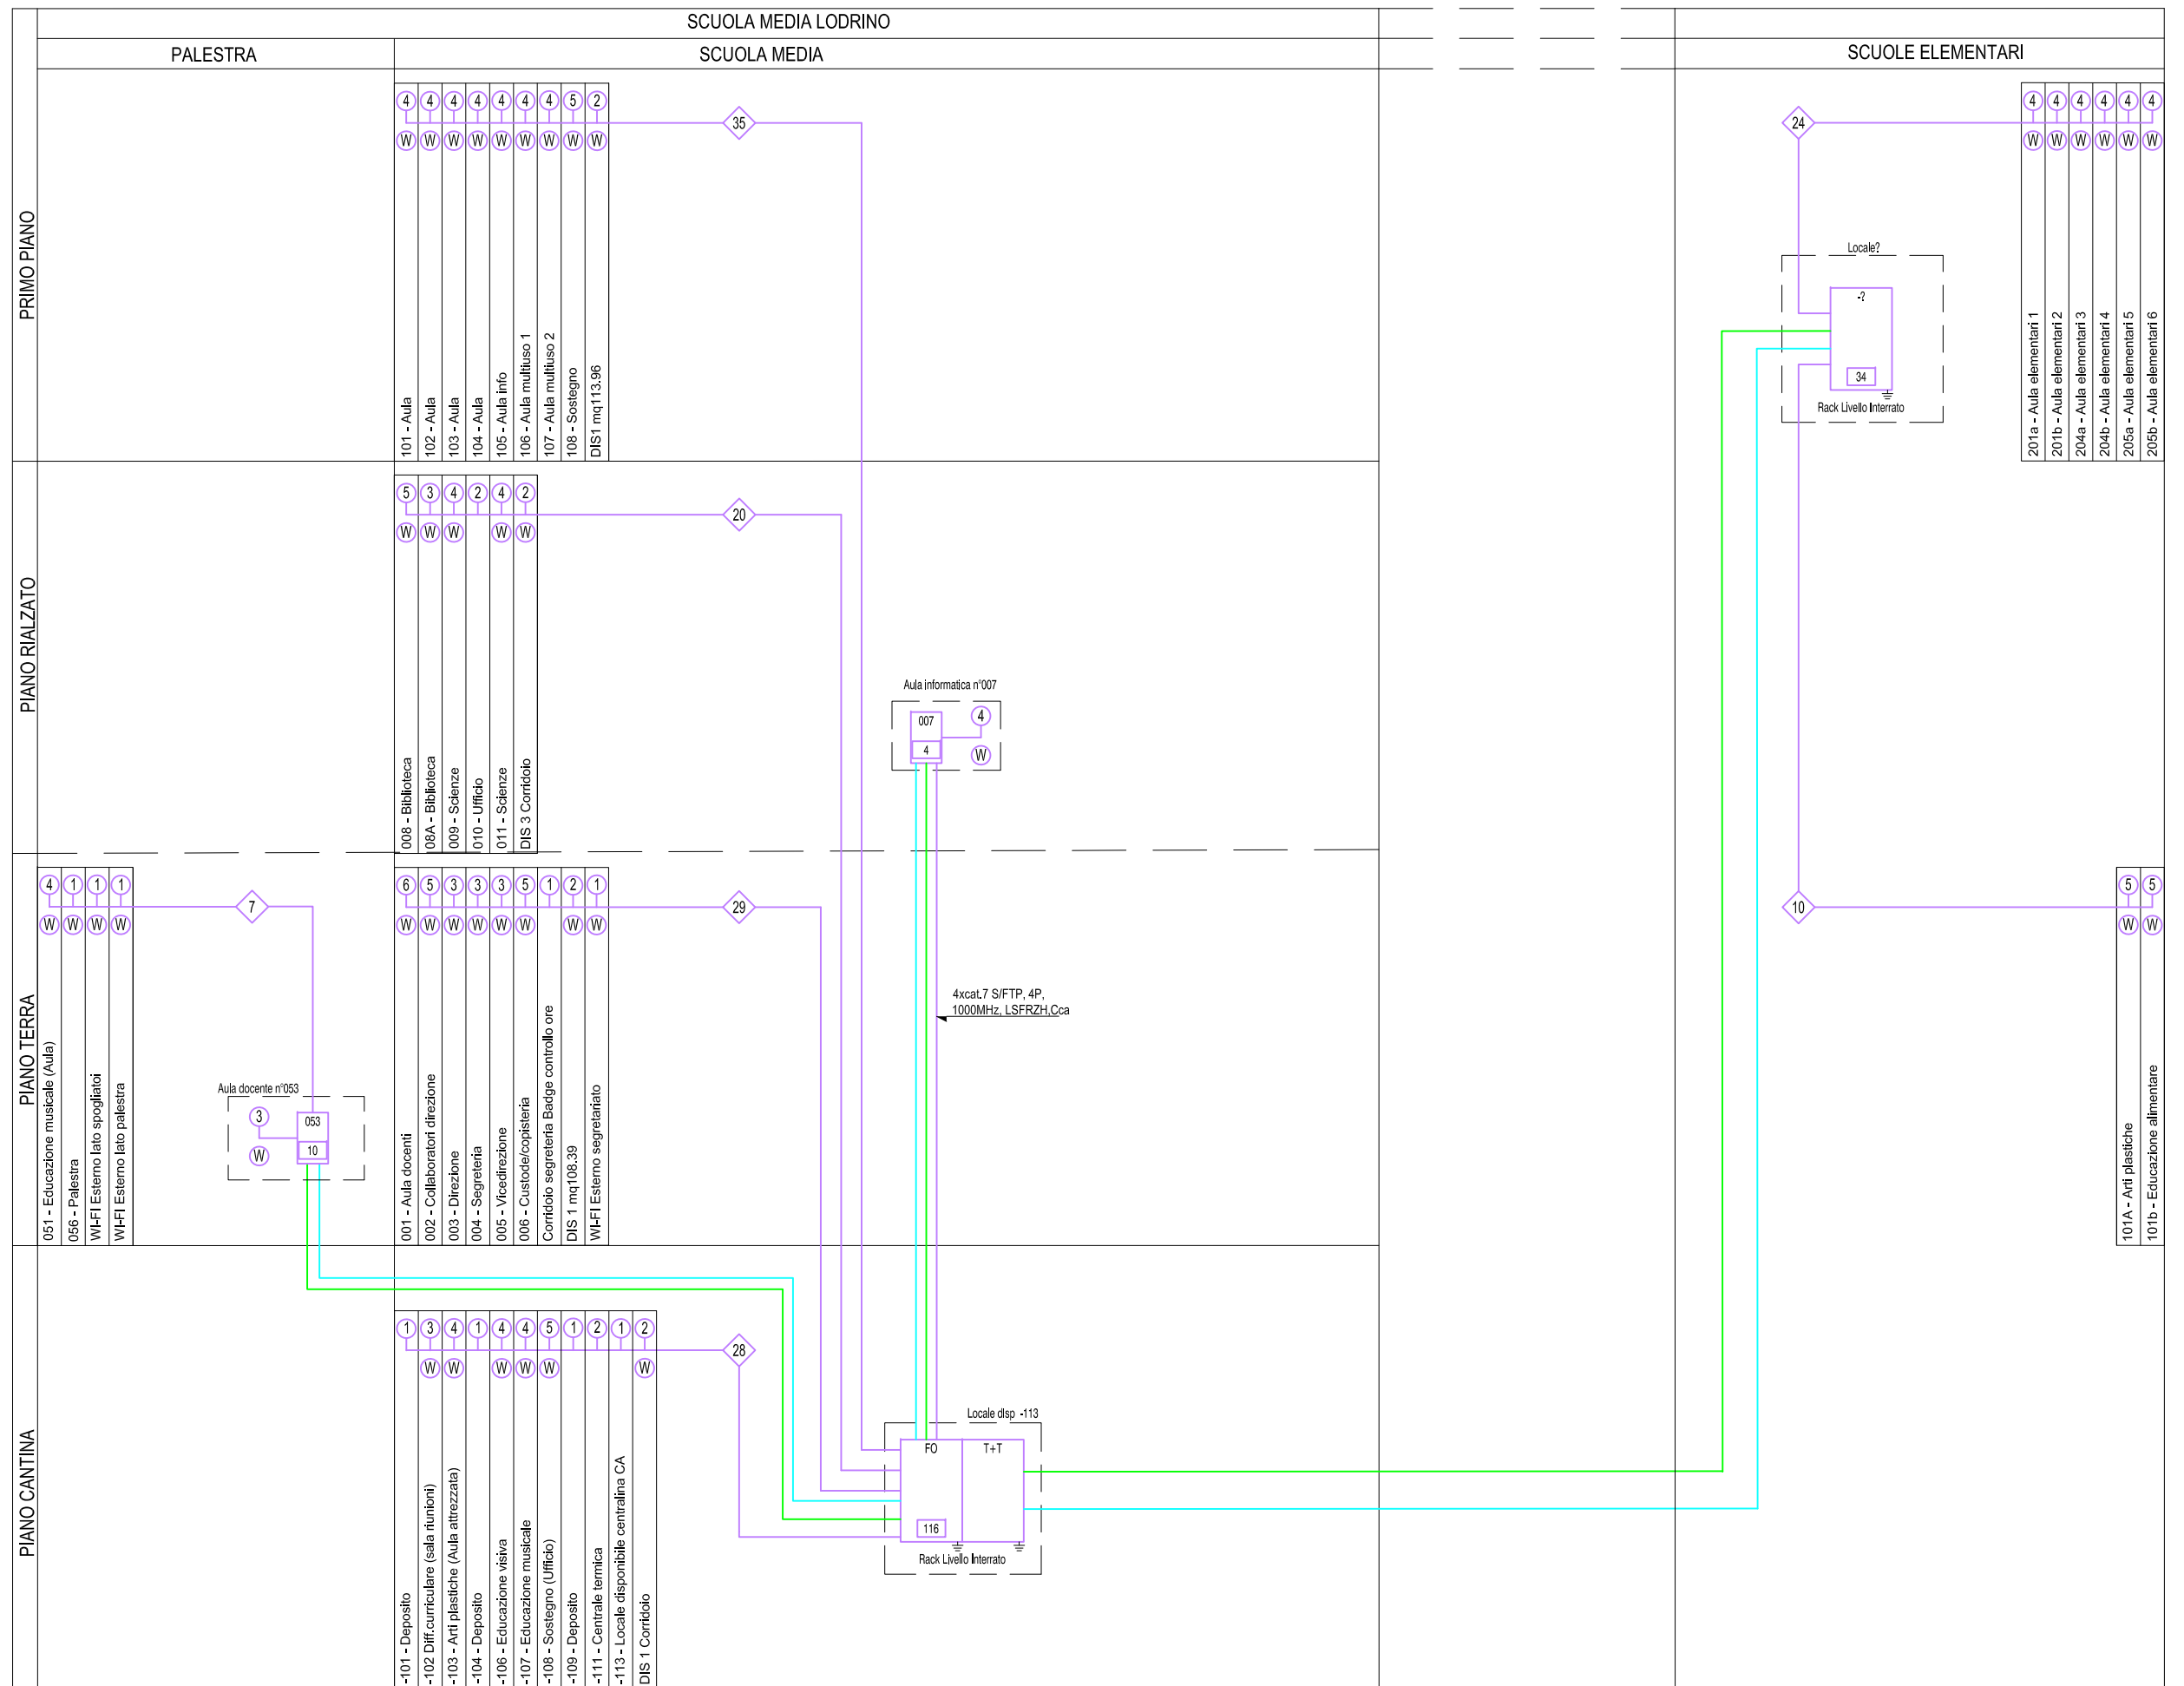 SCUOLA MEDIA LODRINO
PALESTRA
SCUOLA MEDIA
SCUOLE ELEMENTARI
PRIMO PIANO
4 4 4 4 4 4 4 5 2
35
W W W W W W W W W
101 - Aula
102 - Aula
103 - Aula
104 - Aula
105 - Aula info
106 - Aula multiuso 1
107 - Aula multiuso 2
108 - Sostegno
DIS1 mq113.96
24
4 4 4 4 4 4
W W W W W W
Locale?
-?
34
Rack Livello Interrato
201a - Aula elementari 1
201b - Aula elementari 2
204a - Aula elementari 3
204b - Aula elementari 4
205a - Aula elementari 5
205b - Aula elementari 6
PIANO RIALZATO
5 3 4 2 4 2
20
W W W W W
008 - Biblioteca
08A - Biblioteca
009 - Scienze
010 - Ufficio
011 - Scienze
DIS 3 Corridoio
Aula informatica n°007
007
4
4
W
PIANO TERRA
4 1 1 1
7
W W W W
051 - Educazione musicale (Aula)
056 - Palestra
WI-FI Esterno lato spogliatoi
WI-FI Esterno lato palestra
Aula docente n°053
3
053
10
W
6 5 3 3 3 5 1 2 1
29
W W W W W W W W
001 - Aula docenti
002 - Collaboratori direzione
003 - Direzione
004 - Segreteria
005 - Vicedirezione
006 - Custode/copisteria
Corridoio segreteria Badge controllo ore
DIS 1 mq108.39
WI-FI Esterno segretariato
4xcat.7 S/FTP, 4P,
1000MHz, LSFRZH,Cca
10
5 5
W W
101A - Arti plastiche
101b - Educazione alimentare
PIANO CANTINA
1 3 4 1 4 4 5 1 2 1 2
28
W W W W W W
-101 - Deposito
-102 Diff.curriculare (sala riunioni)
-103 - Arti plastiche (Aula attrezzata)
-104 - Deposito
-106 - Educazione visiva
-107 - Educazione musicale
-108 - Sostegno (Ufficio)
-109 - Deposito
-111 - Centrale termica
-113 - Locale disponibile centralina CA
DIS 1 Corridoio
Locale disp -113
FO
T+T
116
Rack Livello Interrato